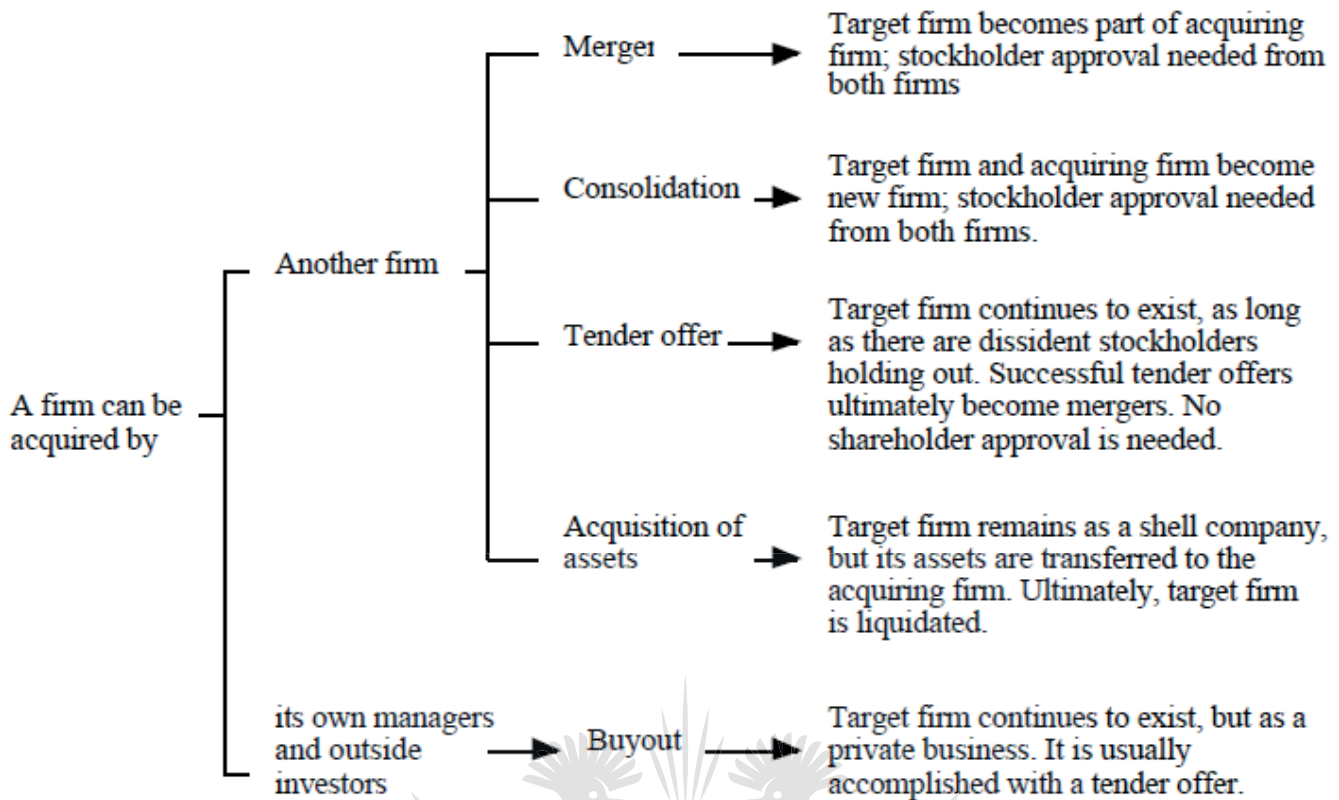 Merger
Target firm becomes part of acquiring
firm; stockholder approval needed from
both firms
Consolidation
Target firm and acquiring firm become
new firm; stockholder approval needed
from both firms.
Another firm
Tender offer
Target firm continues to exist, as long
as there are dissident stockholders
holding out. Successful tender offers
ultimately become mergers. No
shareholder approval is needed.
A firm can be
acquired by
Acquisition of
assets
Target firm remains as a shell company,
but its assets are transferred to the
acquiring firm. Ultimately, target firm
is liquidated.
its own managers
and outside
investors
Buyout
Target firm continues to exist, but as a
private business. It is usually
accomplished with a tender offer.